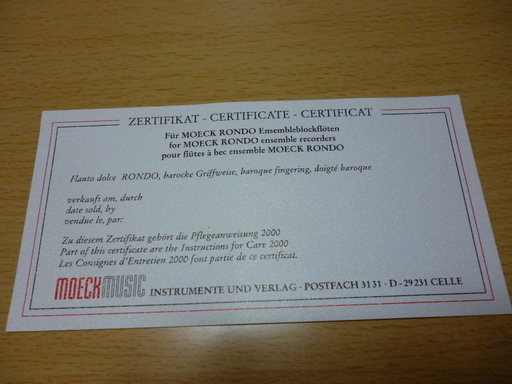 ZERTIFIKAT - CERTIFICATE - CERTIFICAT
Für MOECK RONDO Ensembleblockflöten
for MOECK RONDO ensemble recorders
pour flûtes à bec ensemble MOECK RONDO
Flauto dolce RONDO, barocke Griffweise, baroque fingering, doigté baroque
verkauft am, durch
date sold, by
vendue le, par:
Zu diesem Zertifikat gehört die Pflegeanweisung 2000
Part of this certificate are the Instructions for Care 2000
Les Consignes d'Entretien 2000 font partie de ce certificat.
MOECKMUSIC INSTRUMENTE UND VERLAG · POSTFACH 3131 · D-29231 CELLE